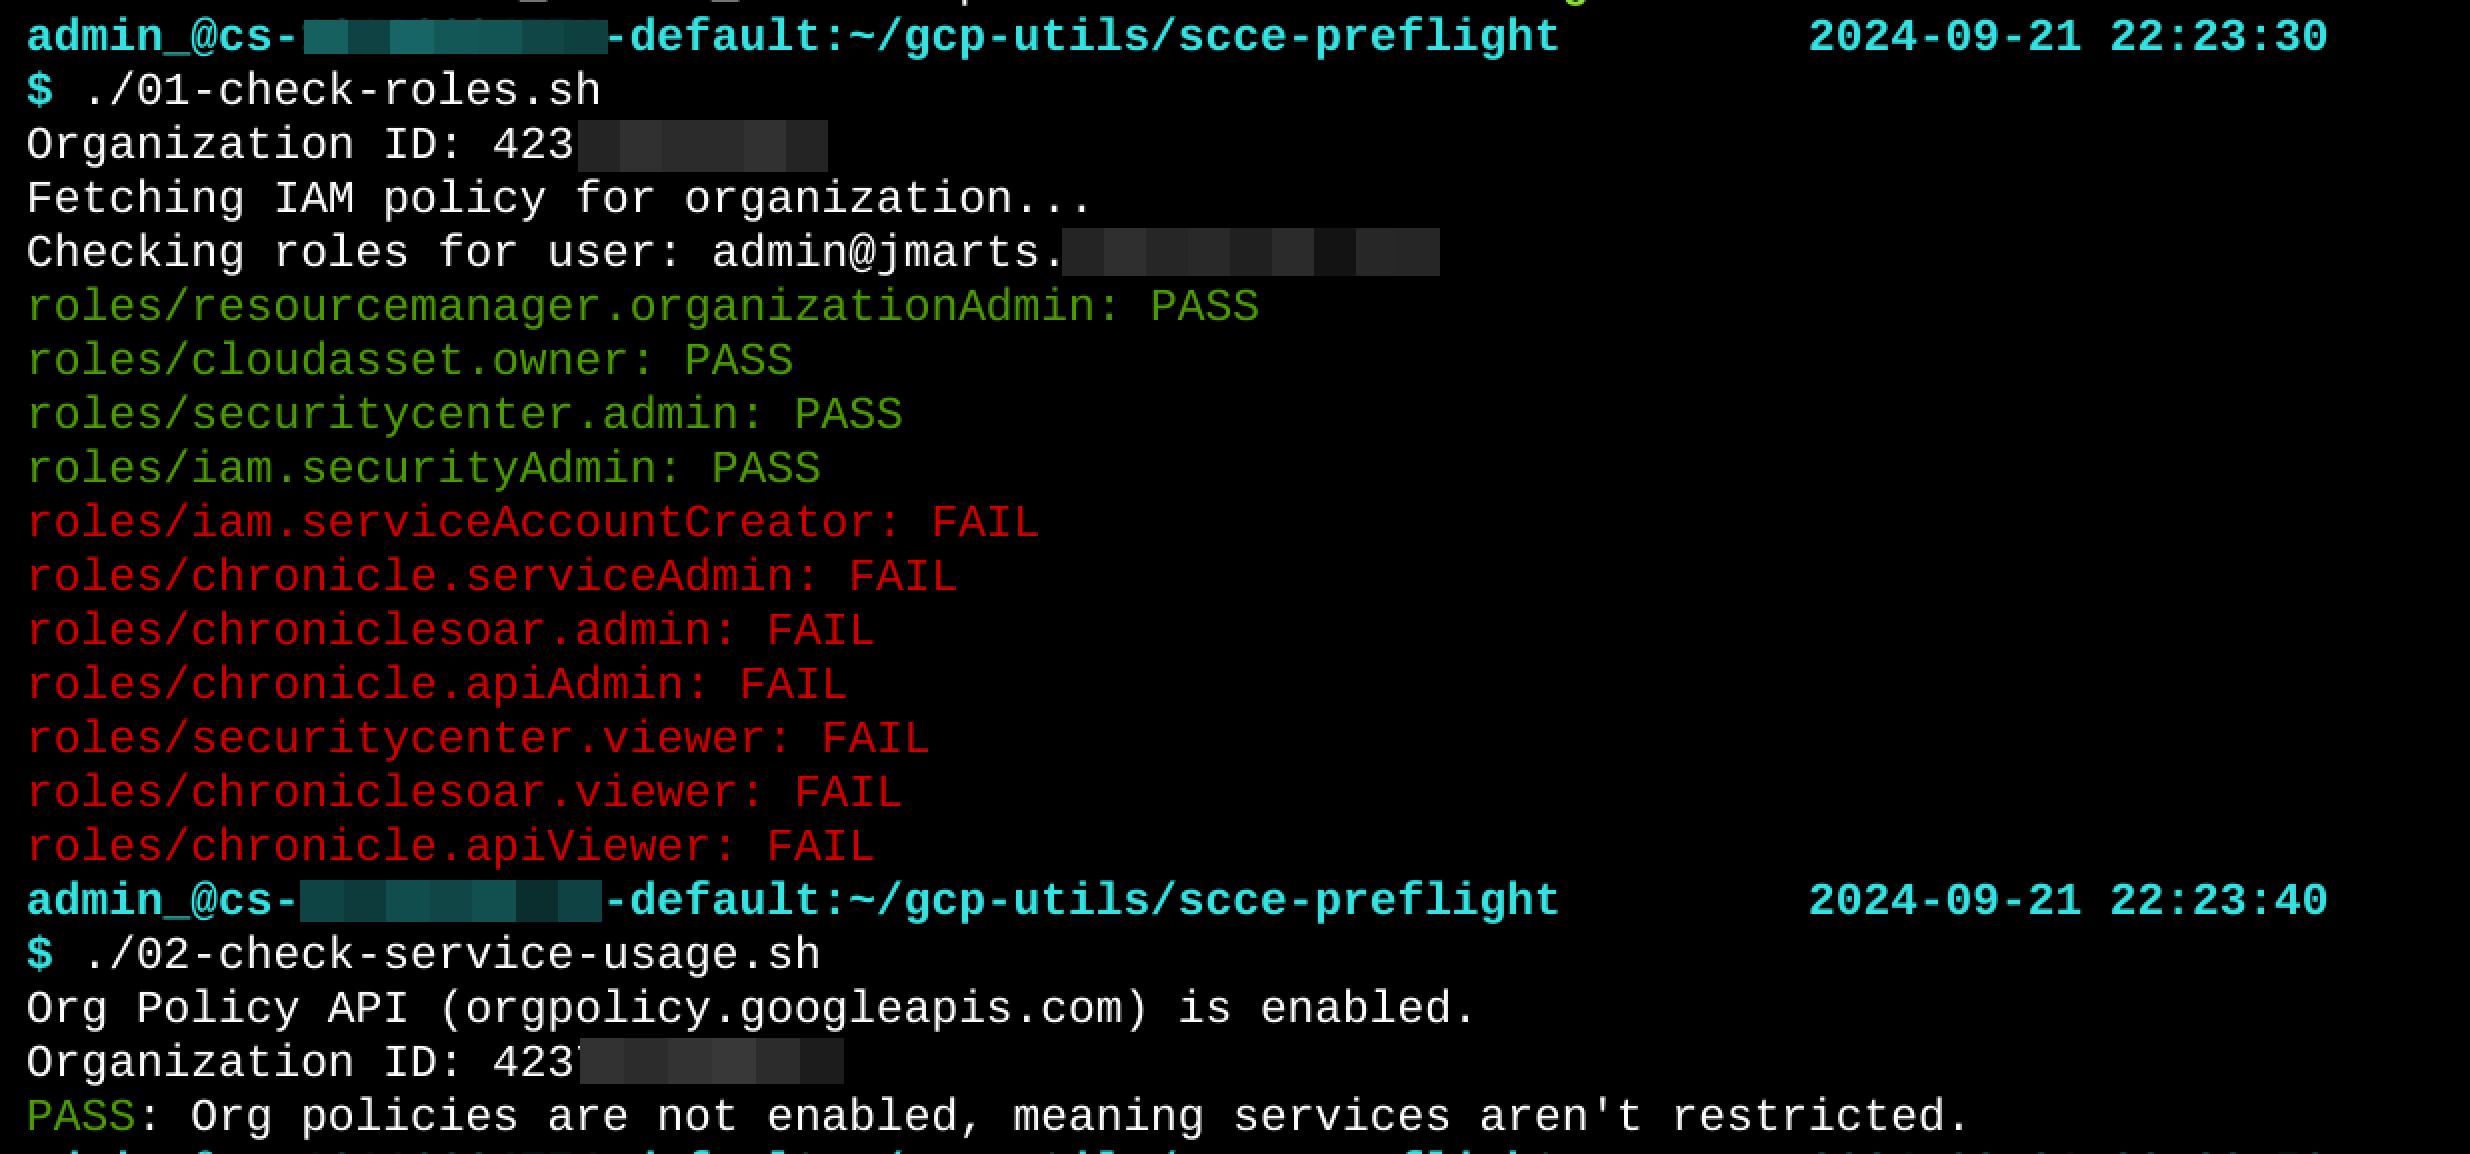 admin_@cs-
-default:~/gcp-utils/scce-preflight 2024-09-21 22:23:30
$ ./01-check-roles.sh
Organization ID: 423
Fetching IAM policy for organization...
Checking roles for user: admin@jmarts.
roles/resourcemanager.organizationAdmin: PASS
roles/cloudasset.owner: PASS
roles/securitycenter.admin: PASS
roles/iam.securityAdmin: PASS
roles/iam.serviceAccountCreator: FAIL
roles/chronicle.serviceAdmin: FAIL
roles/chroniclesoar.admin: FAIL
roles/chronicle.apiAdmin: FAIL
roles/securitycenter.viewer: FAIL
roles/chroniclesoar.viewer: FAIL
roles/chronicle.apiViewer: FAIL
admin_@cs-
-default:~/gcp-utils/scce-preflight 2024-09-21 22:23:40
$ ./02-check-service-usage.sh
Org Policy API (orgpolicy.googleapis.com) is enabled.
Organization ID: 423
PASS: Org policies are not enabled, meaning services aren't restricted.